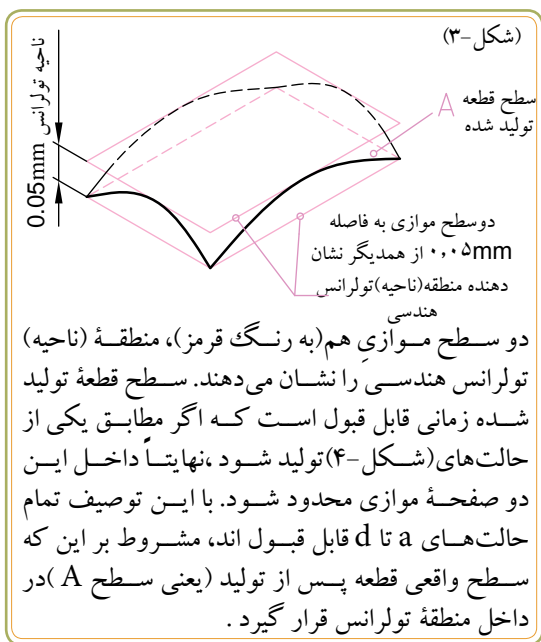 (شکل-۳)
ناحیه تولرانس
0.05mm
A
سطح قطعه
تولید شده
دوسطح موازی به فاصله
۰٫۰۵mm از همدیگر نشان
دهنده منطقه(ناحیه)تولرانس
هندسی
دو سطح موازیِ هم(به رنگ قرمز)، منطقۀ (ناحیه)
تولرانس هندسی را نشان می‌دهند. سطح قطعۀ تولید
شده زمانی قابل قبول است که اگر مطابق یکی از
حالت‌های(شکل-۴)تولید شود ،نهایتاً داخل این
دو صفحۀ موازی محدود شود. با این توصیف تمام
حالت‌های a تا d قابل قبول اند، مشروط بر این که
سطح واقعی قطعه پس از تولید (یعنی سطح A )در
داخل منطقۀ تولرانس قرار گیرد .